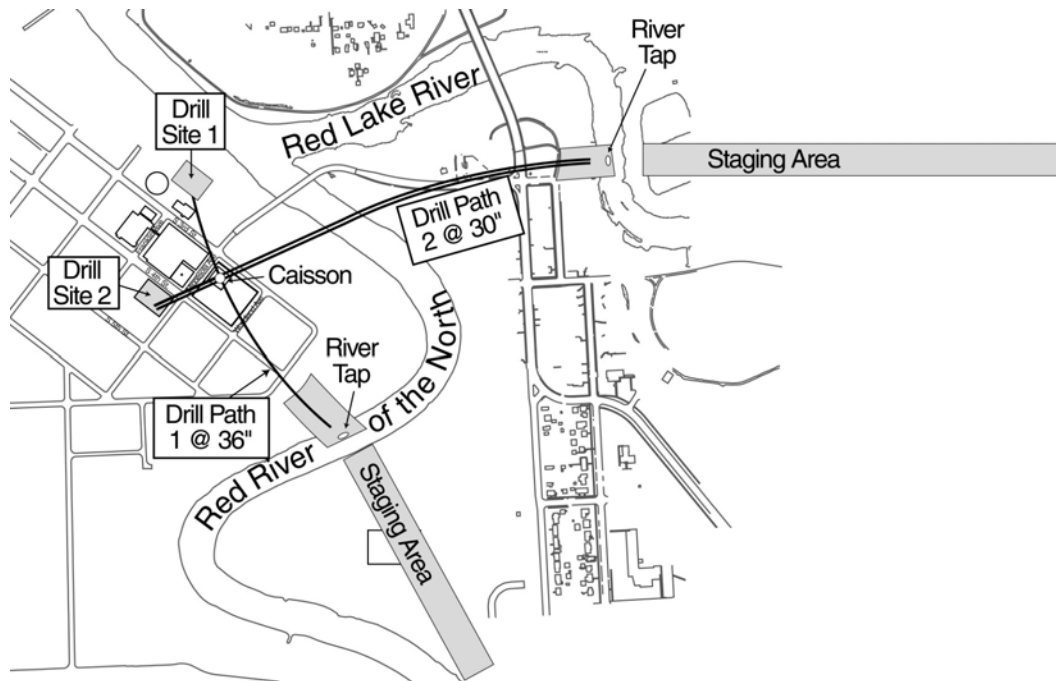 River
Tap
Drill
Site 1
Red Lake River
Staging Area
Drill Path
2 @ 30"
Drill
Site 2
Caisson
River
Tap
Drill Path
1 @ 36"
Red River
of the North
Staging Area